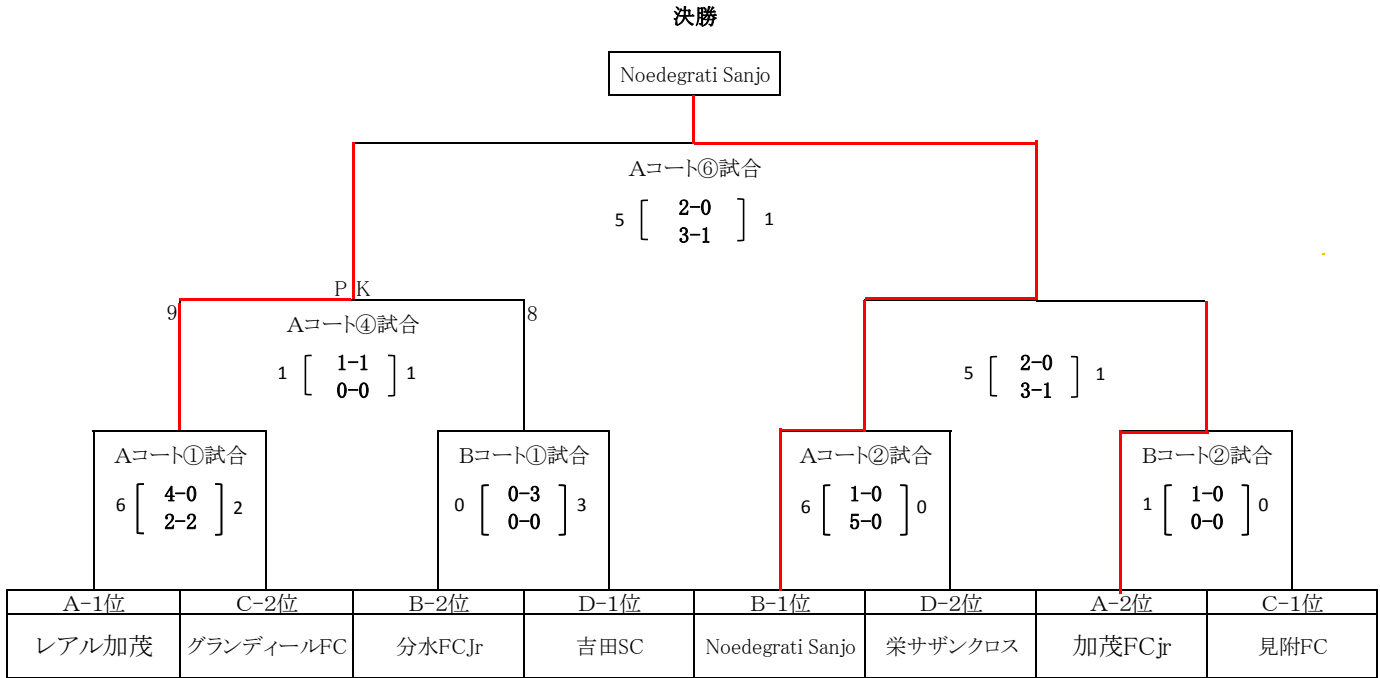 決勝
Noedegrati Sanjo
Aコート⑥試合
5 [ 2-0 ] 1
3-1
PK
9 8
Aコート④試合
1 [ 1-1 ] 1
0-0
5 [ 2-0 ] 1
3-1
Aコート①試合 Bコート①試合 Aコート②試合 Bコート②試合
6 [ 4-0 ] 2 0 [ 0-3 ] 3 6 [ 1-0 ] 0 1 [ 1-0 ] 0
2-2 0-0 5-0 0-0
A-1位 C-2位 B-2位 D-1位 B-1位 D-2位 A-2位 C-1位
レアル加茂 グランディールFC 分水FCJr 吉田SC Noedegrati Sanjo 栄サザンクロス 加茂FCjr 見附FC